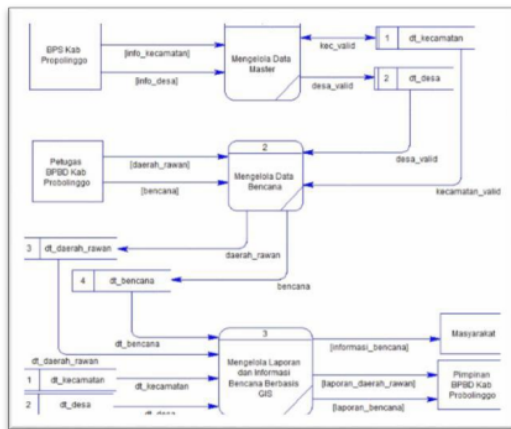 BPS Kab
Propolinggo
[info_kecamatan]
[info_desa]
Mengelola Data
Master
kec_valid
1 dt_kecamatan
desa_valid
2 dt_desa
Petugas
BPBD Kab
Probolinggo
[daerah_rawan]
[bencana]
2
Mengelola Data
Bencana
desa_valid
kecamatan_valid
3 dt_daerah_rawan
daerah_rawan
4 dt_bencana
bencana
dt_bencana
dt_daerah_rawan
3
Mengelola Laporan
dan Informasi
Bencana Berbasis
GIS
[informasi_bencana]
Masyarakat
1 dt_kecamatan
dt_kecamatan
[laporan_daerah_rawan]
[laporan_bencana]
Pimpinan
BPBD Kab
Probolinggo
2 dt_desa
dt_desa